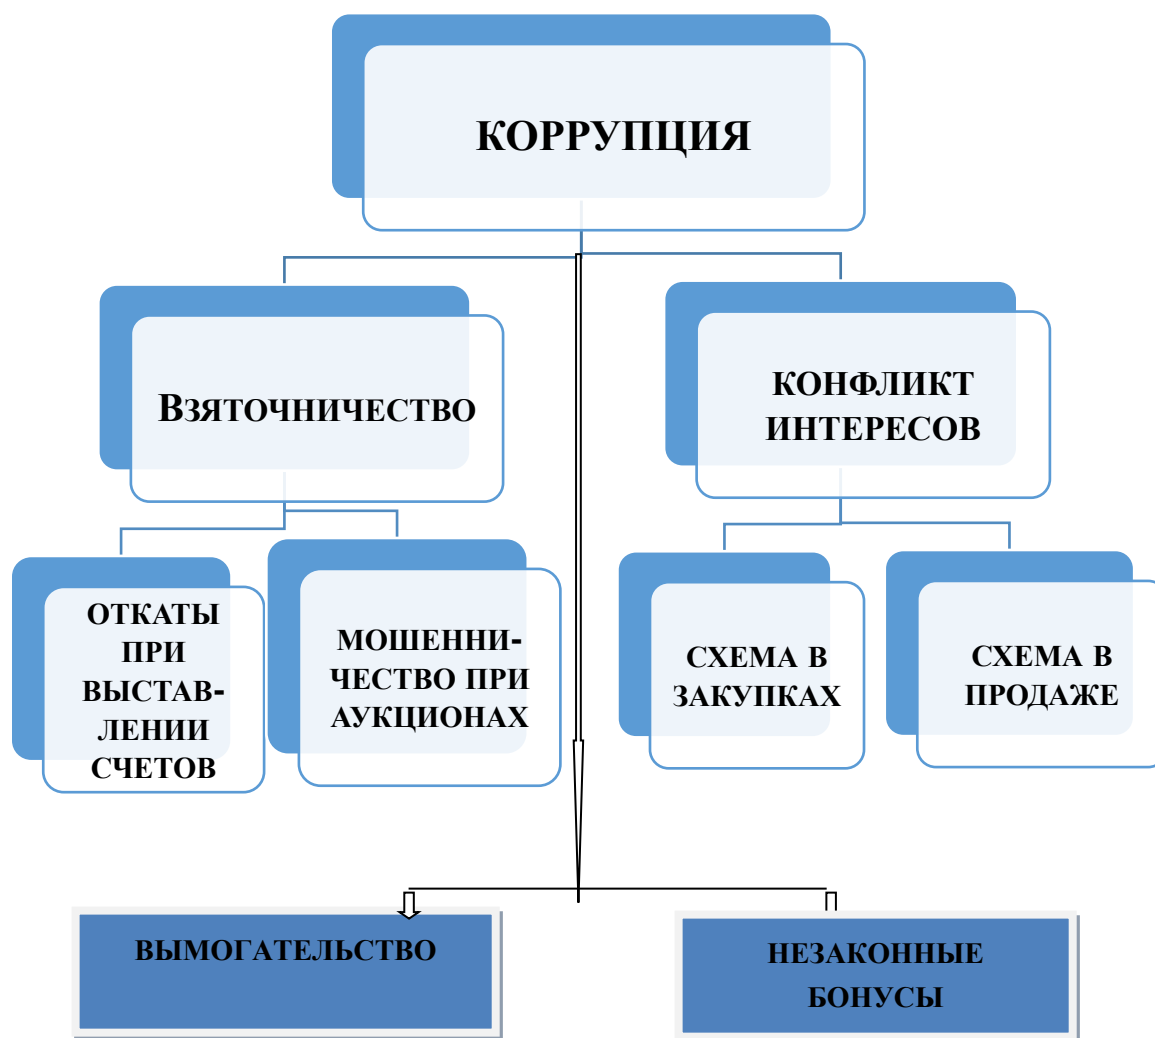 КОРРУПЦИЯ
ВЗЯТОЧНИЧЕСТВО
КОНФЛИКТ
ИНТЕРЕСОВ
ОТКАТЫ
ПРИ
ВЫСТАВ-
ЛЕНИИ
СЧЕТОВ
МОШЕННИ-
ЧЕСТВО ПРИ
АУКЦИОНАХ
СХЕМА В
ЗАКУПКАХ
СХЕМА В
ПРОДАЖЕ
ВЫМОГАТЕЛЬСТВО
НЕЗАКОННЫЕ
БОНУСЫ